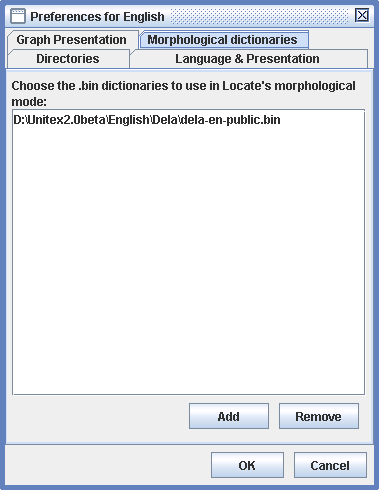 Preferences for English
Graph Presentation
Morphological dictionaries
Directories
Language & Presentation
Choose the .bin dictionaries to use in Locate's morphological
mode:
D:\Unitex2.0beta\English\Dela\dela-en-public.bin
Add
Remove
OK
Cancel